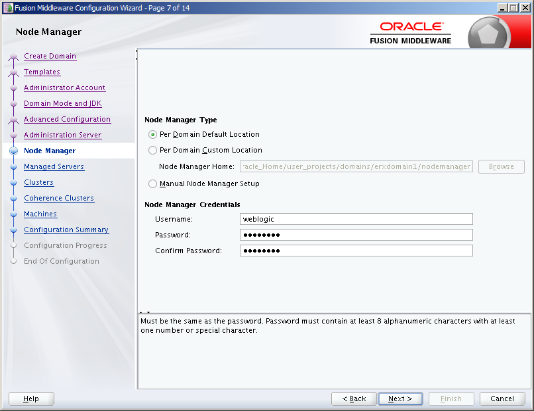 Fusion Middleware Configuration Wizard - Page 7 of 14
Node Manager
ORACLE
FUSION MIDDLEWARE
Create Domain
Templates
Administrator Account
Domain Mode and JDK
Advanced Configuration
Administration Server
Node Manager
Managed Servers
Clusters
Coherence Clusters
Machines
Configuration Summary
Configuration Progress
End Of Configuration
Node Manager Type
Per Domain Default Location
Per Domain Custom Location
Node Manager Home: racle_Home/user_projects/domains/erxdomain1/nodemanager Browse
Manual Node Manager Setup
Node Manager Credentials
Username: weblogic
Password: ••••••••
Confirm Password: ••••••••
Must be the same as the password. Password must contain at least 8 alphanumeric characters with at least
one number or special character.
Help < Back Next > Finish Cancel